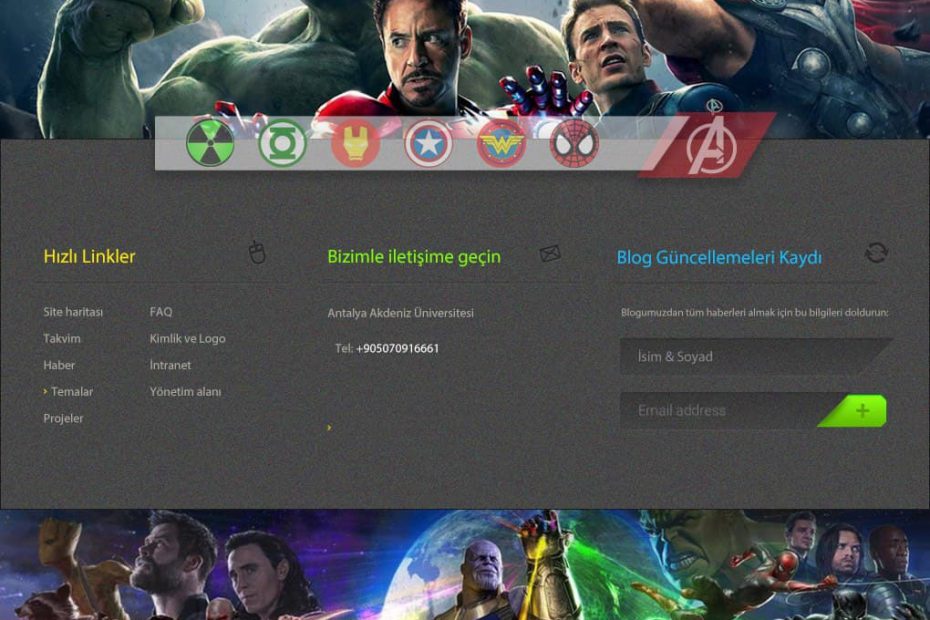 Hızlı Linkler
Site haritası
FAQ
Takvim
Kimlik ve Logo
Haber
İntranet
Temalar
Yönetim alanı
Projeler
Bizimle iletişime geçin
Antalya Akdeniz Üniversitesi
Tel: +905070916661
Blog Güncellemeleri Kaydı
Blogumuzdan tüm haberleri almak için bu bilgileri doldurun:
İsim & Soyad
Email address